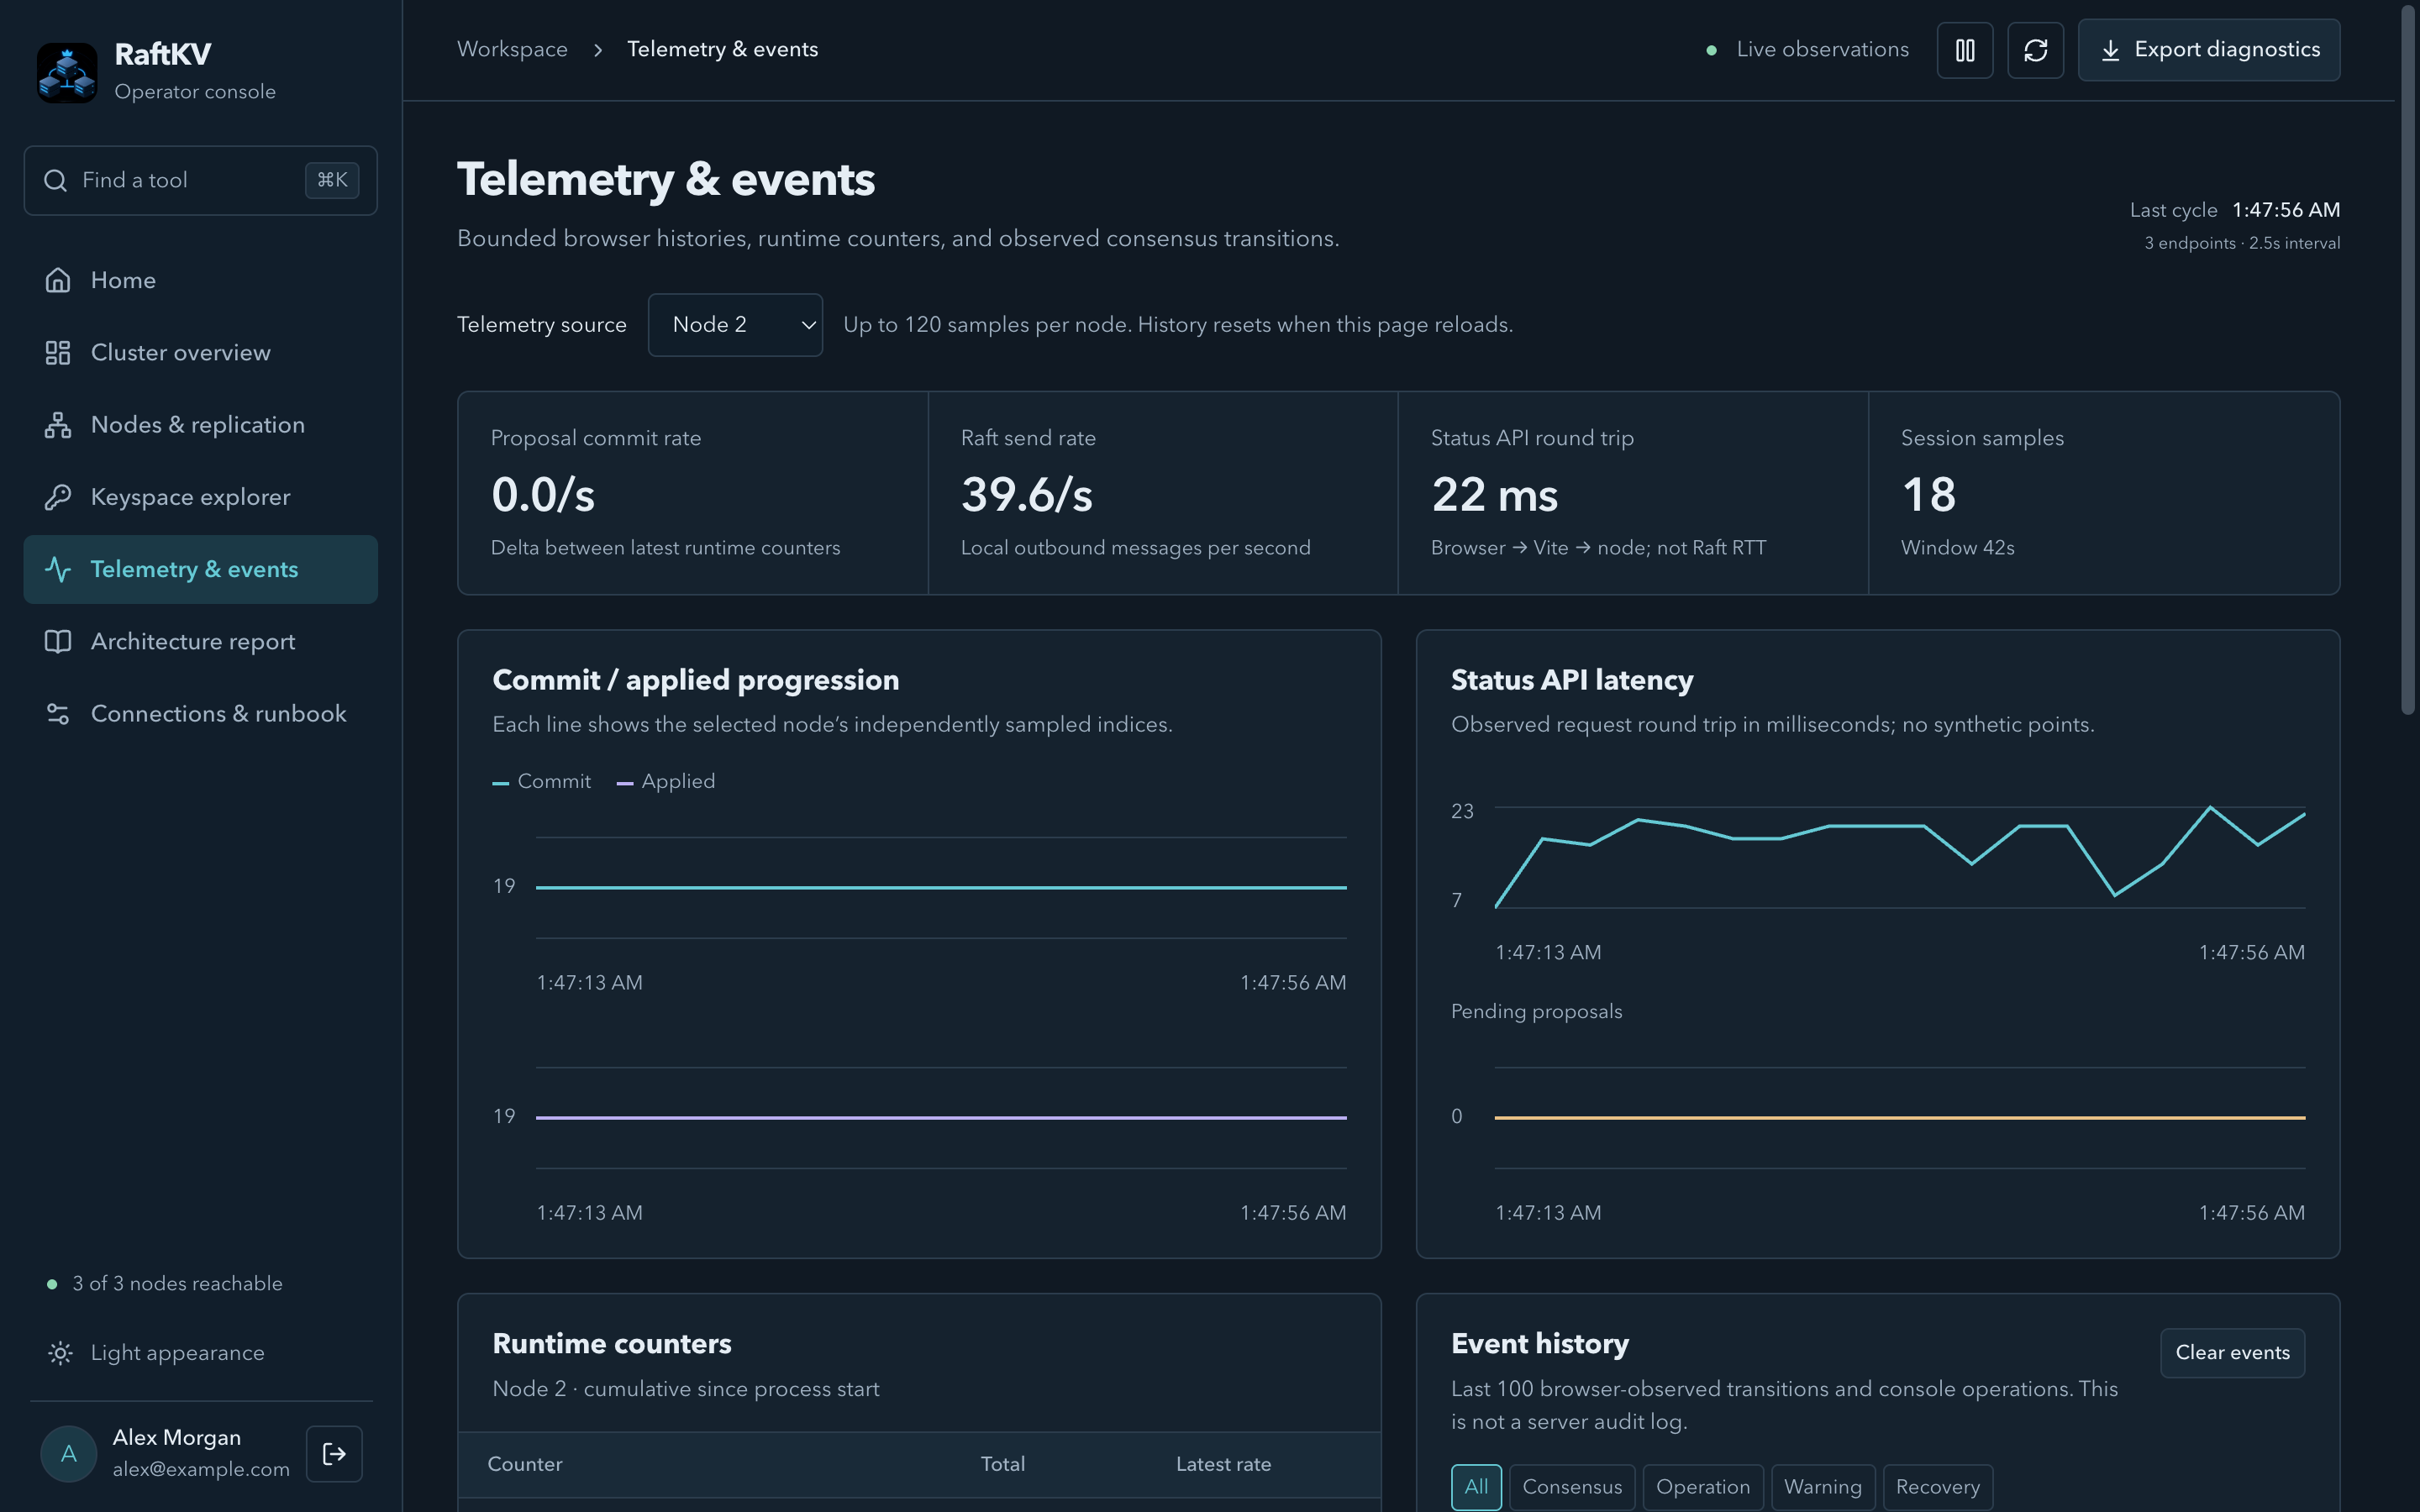 RaftKV
Operator console
Find a tool
⌘K
Home
Cluster overview
Nodes & replication
Keyspace explorer
Telemetry & events
Architecture report
Connections & runbook
3 of 3 nodes reachable
Light appearance
A
Alex Morgan
alex@example.com
Workspace > Telemetry & events
Live observations
Export diagnostics
Telemetry & events
Bounded browser histories, runtime counters, and observed consensus transitions.
Last cycle 1:47:56 AM
3 endpoints · 2.5s interval
Telemetry source
Node 2
Up to 120 samples per node. History resets when this page reloads.
Proposal commit rate
0.0/s
Delta between latest runtime counters
Raft send rate
39.6/s
Local outbound messages per second
Status API round trip
22 ms
Browser → Vite → node; not Raft RTT
Session samples
18
Window 42s
Commit / applied progression
Each line shows the selected node’s independently sampled indices.
Commit
Applied
19
1:47:13 AM
1:47:56 AM
19
1:47:13 AM
1:47:56 AM
Status API latency
Observed request round trip in milliseconds; no synthetic points.
23
7
1:47:13 AM
1:47:56 AM
Pending proposals
0
1:47:13 AM
1:47:56 AM
Runtime counters
Node 2 · cumulative since process start
Counter
Total
Latest rate
Event history
Clear events
Last 100 browser-observed transitions and console operations. This
is not a server audit log.
All
Consensus
Operation
Warning
Recovery